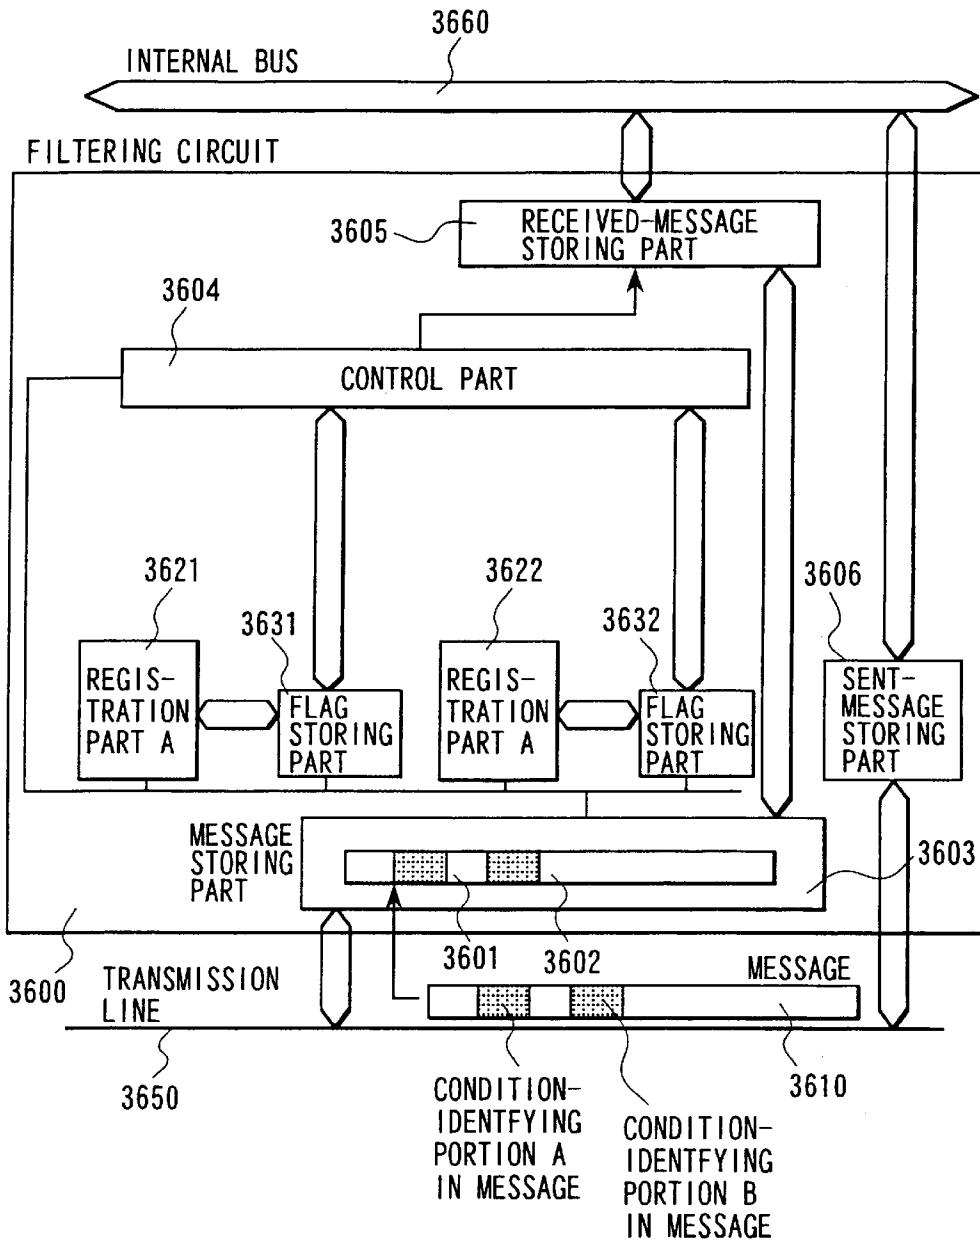 3660
INTERNAL BUS
FILTERING CIRCUIT
3605
RECEIVED-MESSAGE
STORING PART
3604
CONTROL PART
3621
3631
3622
3632
3606
REGIS-
TRATION
PART A
FLAG
STORING
PART
REGIS-
TRATION
PART A
FLAG
STORING
PART
SENT-
MESSAGE
STORING
PART
MESSAGE
STORING
PART
3603
3601
3602
3600
TRANSMISSION
LINE
MESSAGE
3650
3610
CONDITION-
IDENTFYING
PORTION A
IN MESSAGE
CONDITION-
IDENTFYING
PORTION B
IN MESSAGE